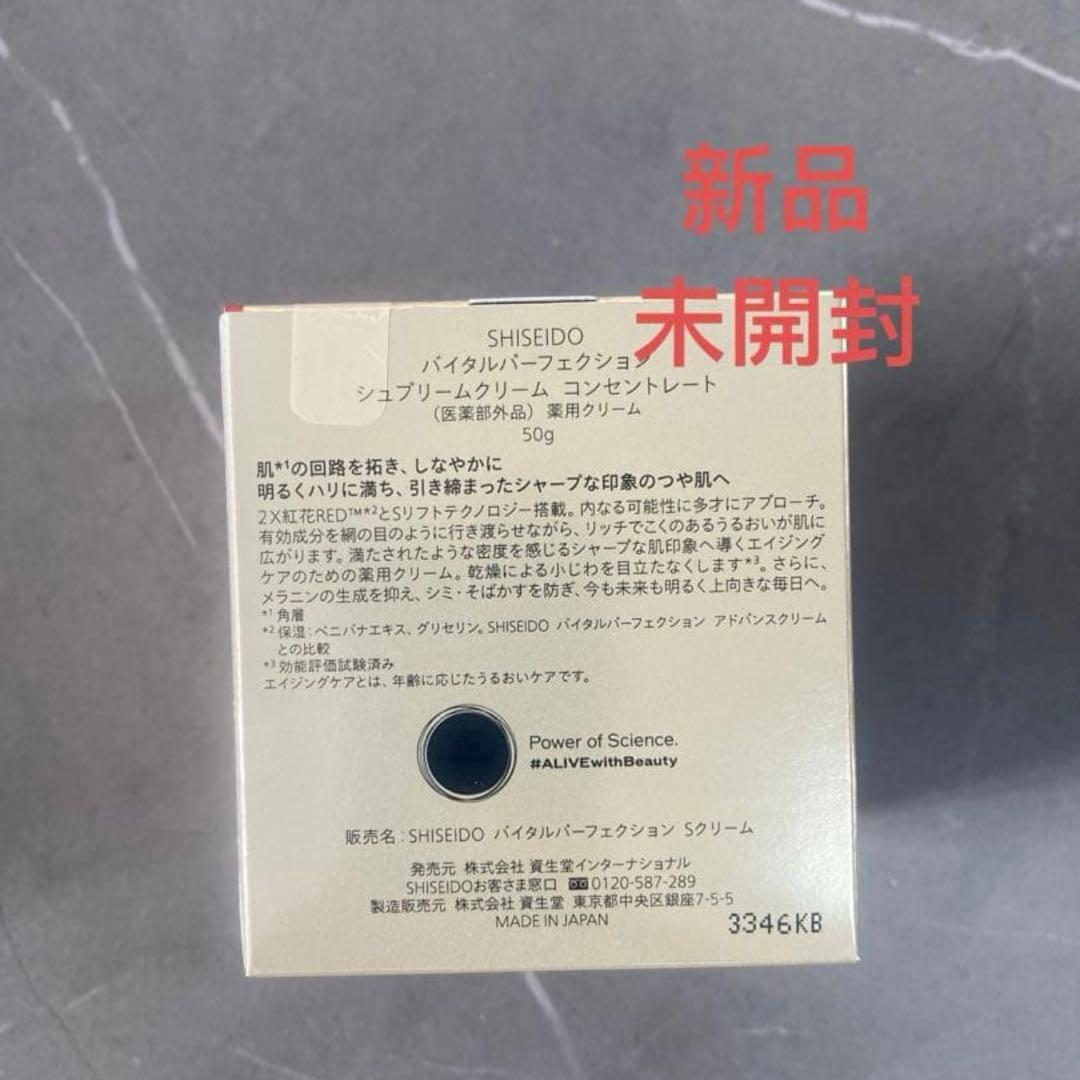 新品
未開封
SHISEIDO
バイタルパーフェクション
シュプリームクリーム コンセントレート
(医薬部外品) 薬用クリーム
50g
肌*1の回路を拓き、しなやかに
明るくハリに満ち、引き締まったシャープな印象のつや肌へ
2X紅花RED™*2とSリフトテクノロジー搭載。内なる可能性に多才にアプローチ。
有効成分を網の目のように行き渡らせながら、リッチでこくのあるうるおいが肌に
広がります。満たされたような密度を感じるシャープな肌印象へ導くエイジング
ケアのための薬用クリーム。乾燥による小じわを目立たなくします*3。さらに、
メラニンの生成を抑え、シミ・そばかすを防ぎ、今も未来も明るく上向きな毎日へ。
*1 角層
*2 保湿：ベニバナエキス、グリセリン。SHISEIDO バイタルパーフェクション アドバンスクリーム
との比較
*3 効能評価試験済み
エイジングケアとは、年齢に応じたうるおいケアです。
Power of Science.
#ALIVEwithBeauty
販売名：SHISEIDO バイタルパーフェクション Sクリーム
発売元 株式会社 資生堂インターナショナル
SHISEIDOお客さま窓口 0120-587-289
製造販売元 株式会社 資生堂 東京都中央区銀座7-5-5
MADE IN JAPAN
3346KB